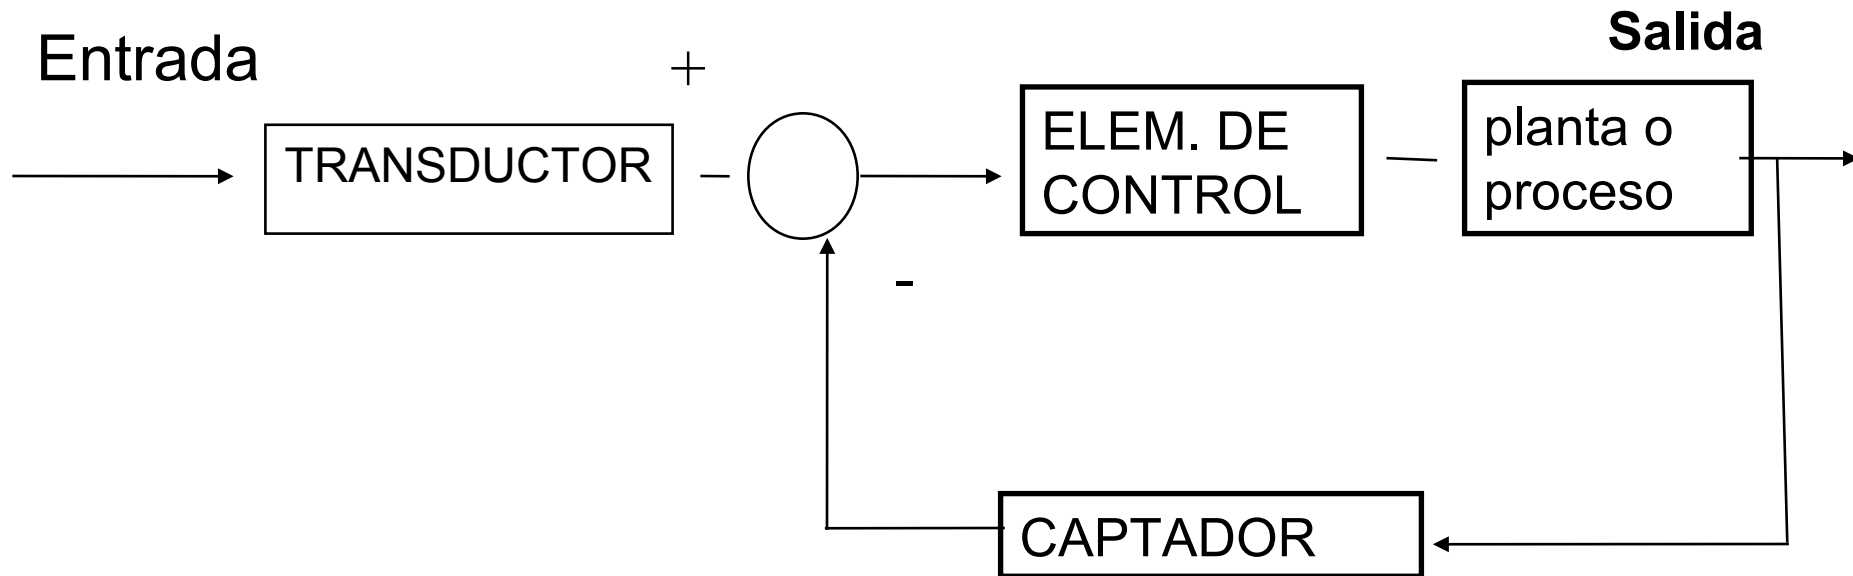 Entrada
+
Salida
TRANSDUCTOR
ELEM. DE
CONTROL
planta o
proceso
-
CAPTADOR